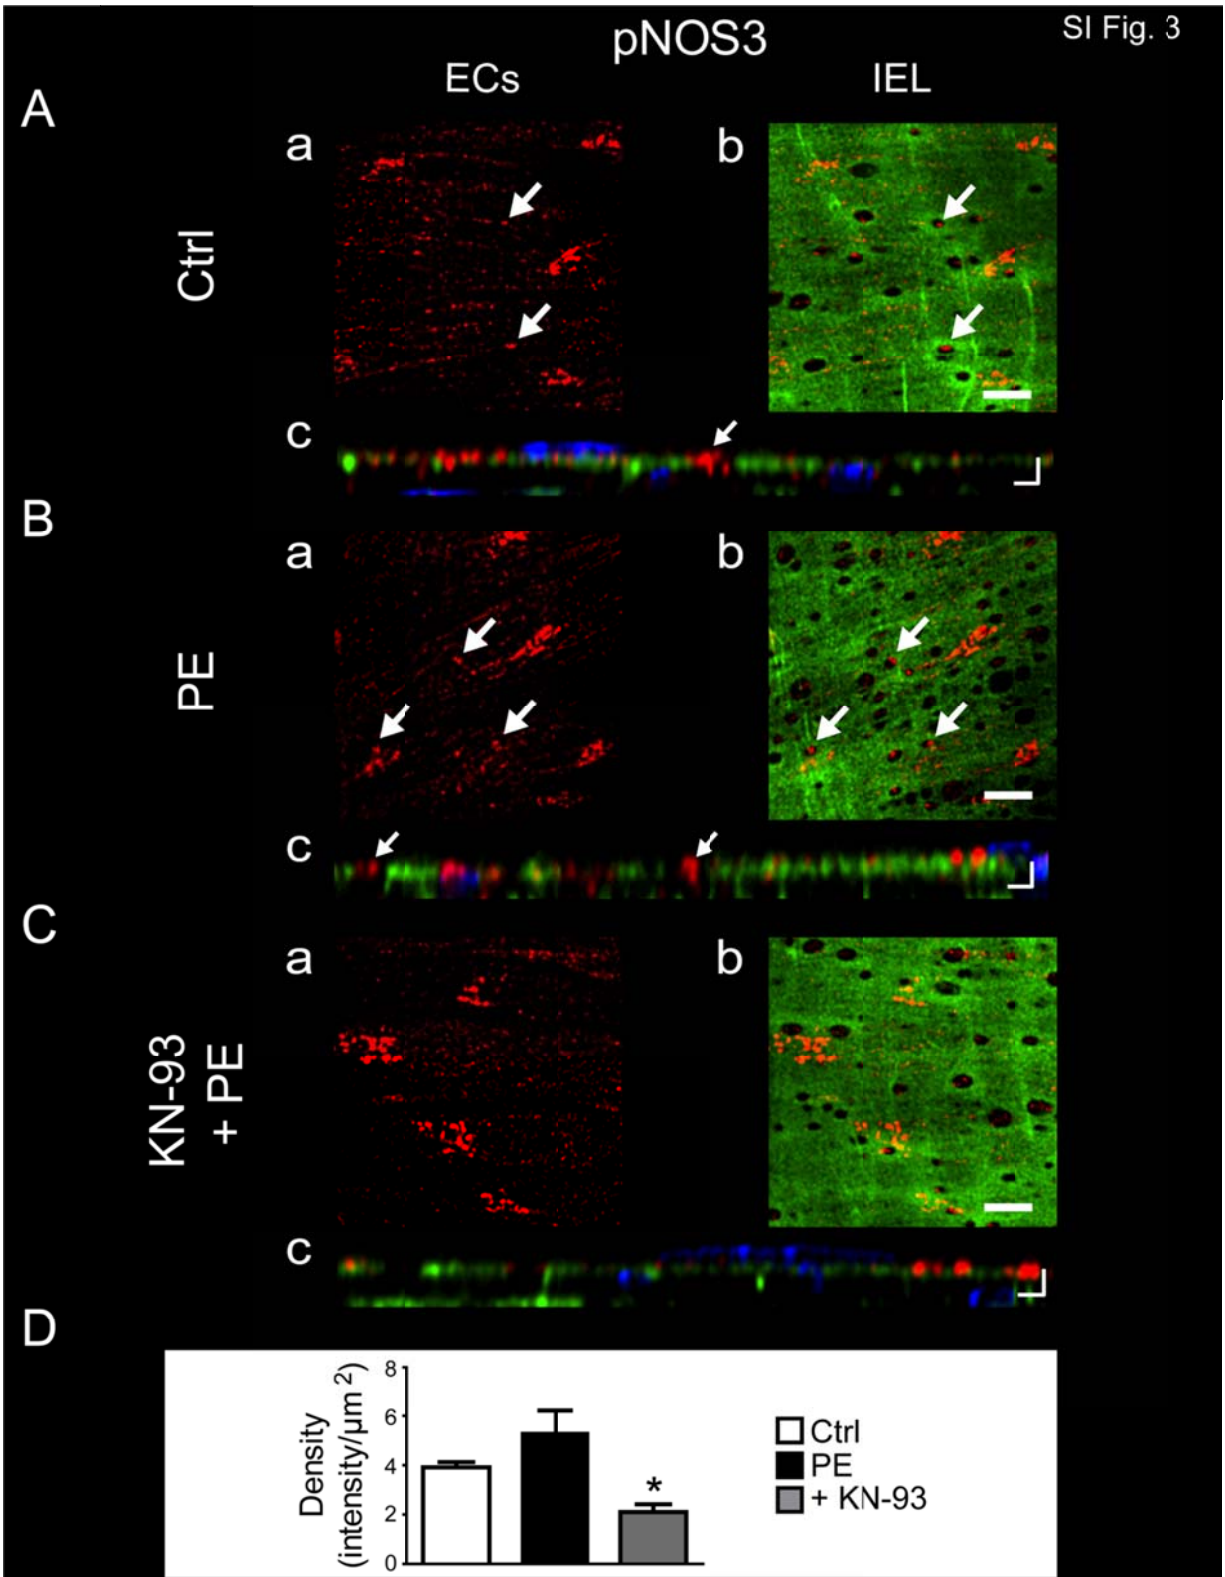 pNOS3
SI Fig. 3
ECs
IEL
A
Ctrl
a
b
c
B
PE
a
b
c
C
KN-93
+ PE
a
b
c
D
Density
(intensity/µm²)
8
6
4
2
0
*
Ctrl
PE
+ KN-93